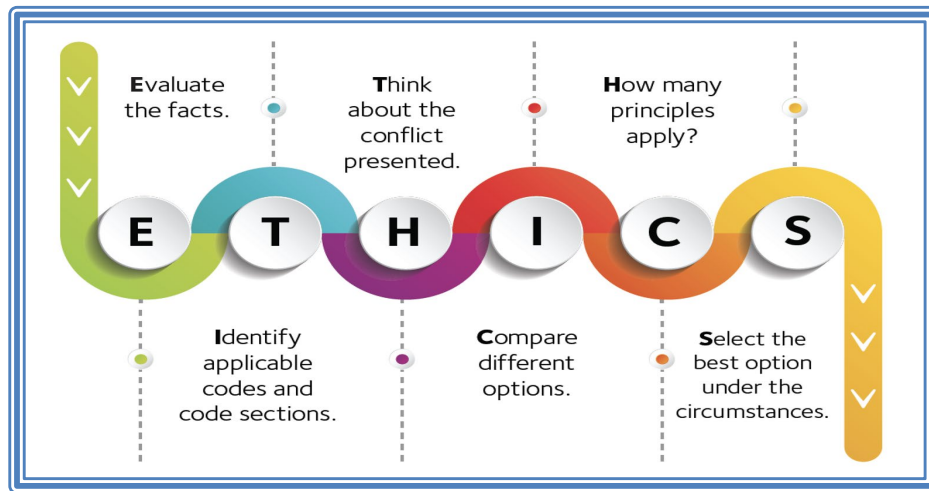 Evaluate
the facts.
Think
about the
conflict
presented.
How many
principles
apply?
E T H I C S
Identify
applicable
codes and
code sections.
Compare
different
options.
Select the
best option
under the
circumstances.